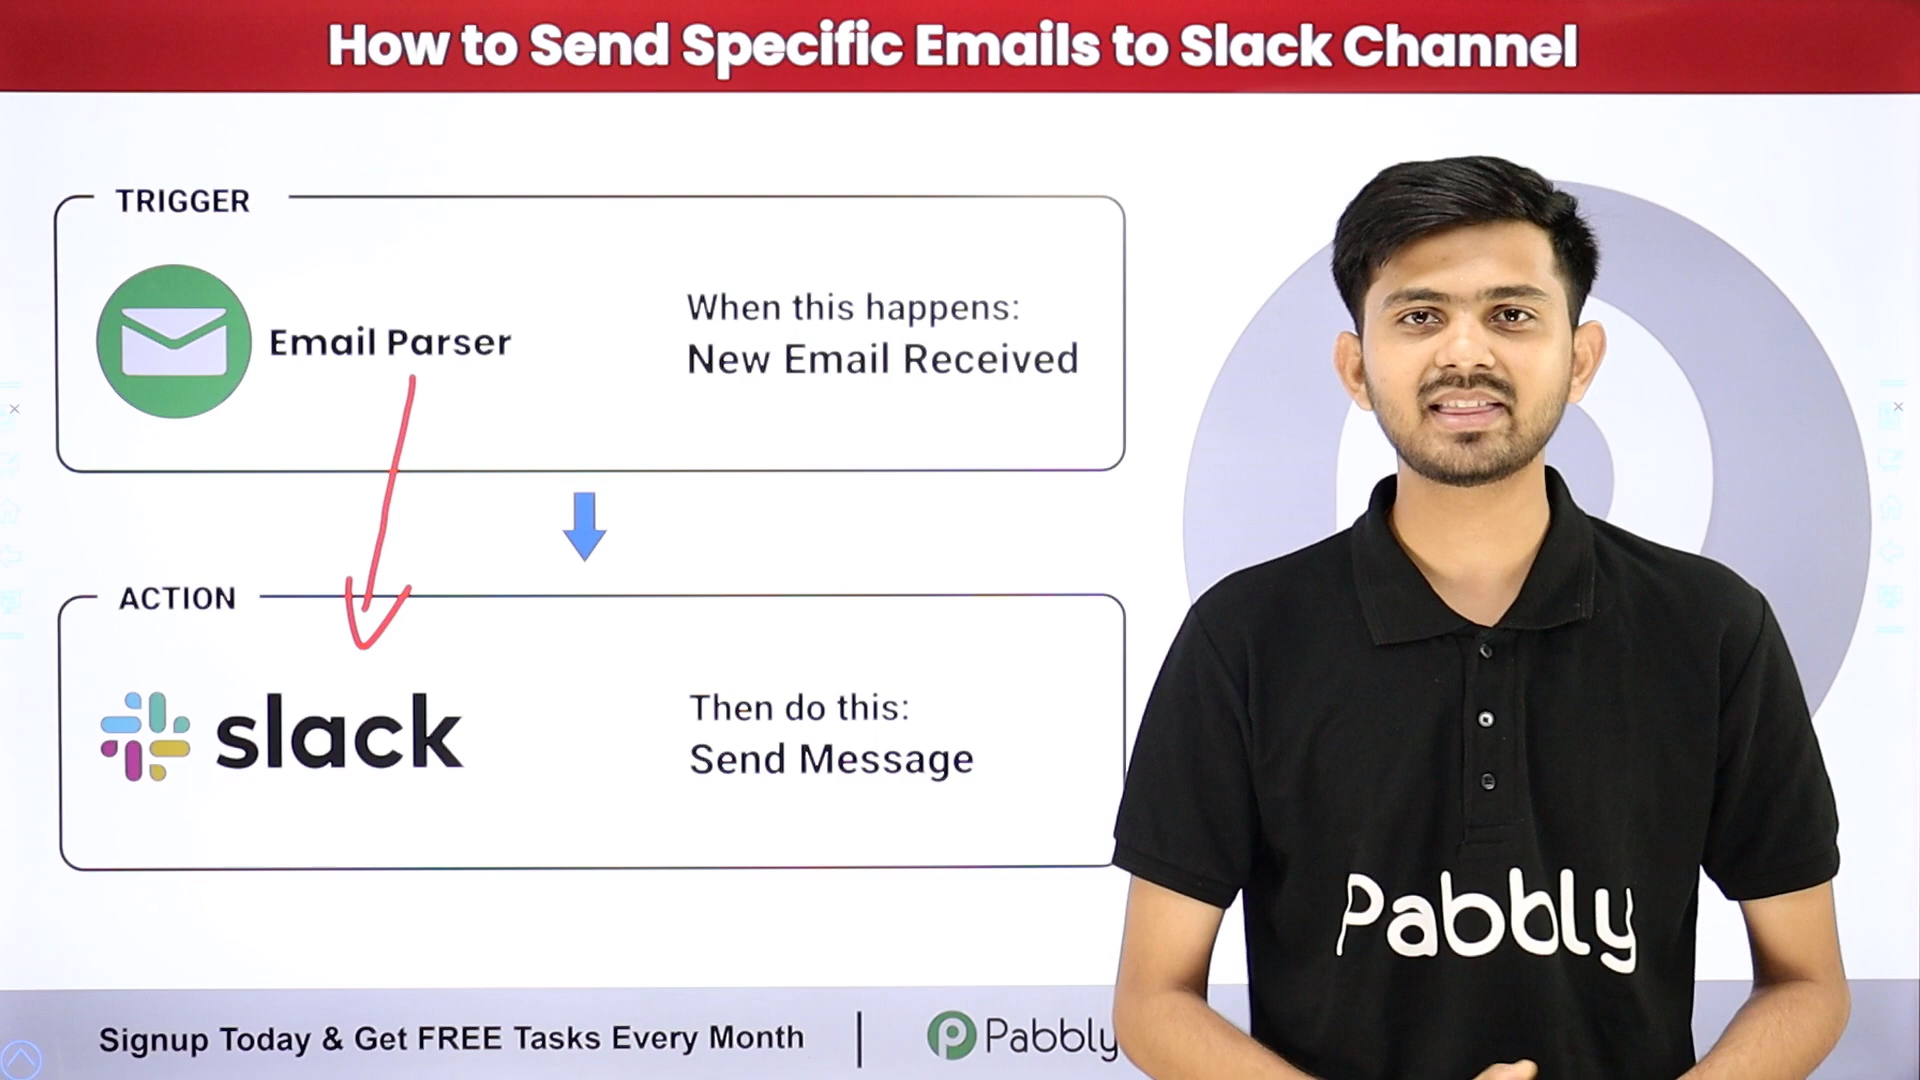 How to Send Specific Emails to Slack Channel
TRIGGER
Email Parser
When this happens:
New Email Received
ACTION
slack
Then do this:
Send Message
Pabbly
Signup Today & Get FREE Tasks Every Month
Pabbly